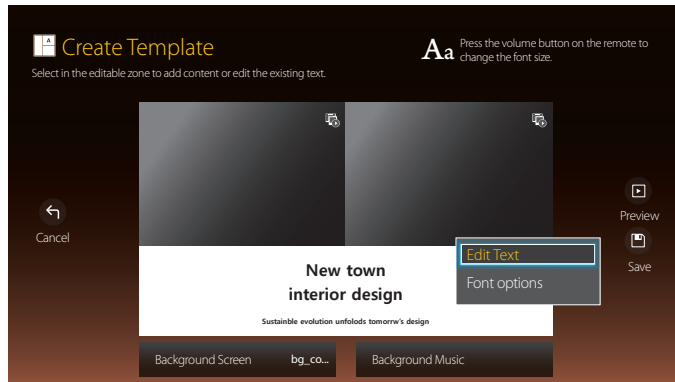 Create Template
Select in the editable zone to add content or edit the existing text.
Aa
Press the volume button on the remote to
change the font size.
Cancel
Preview
Save
New town
interior design
Sustainble evolution unfolods tomorrw's design
Edit Text
Font options
Background Screen bg_co...
Background Music